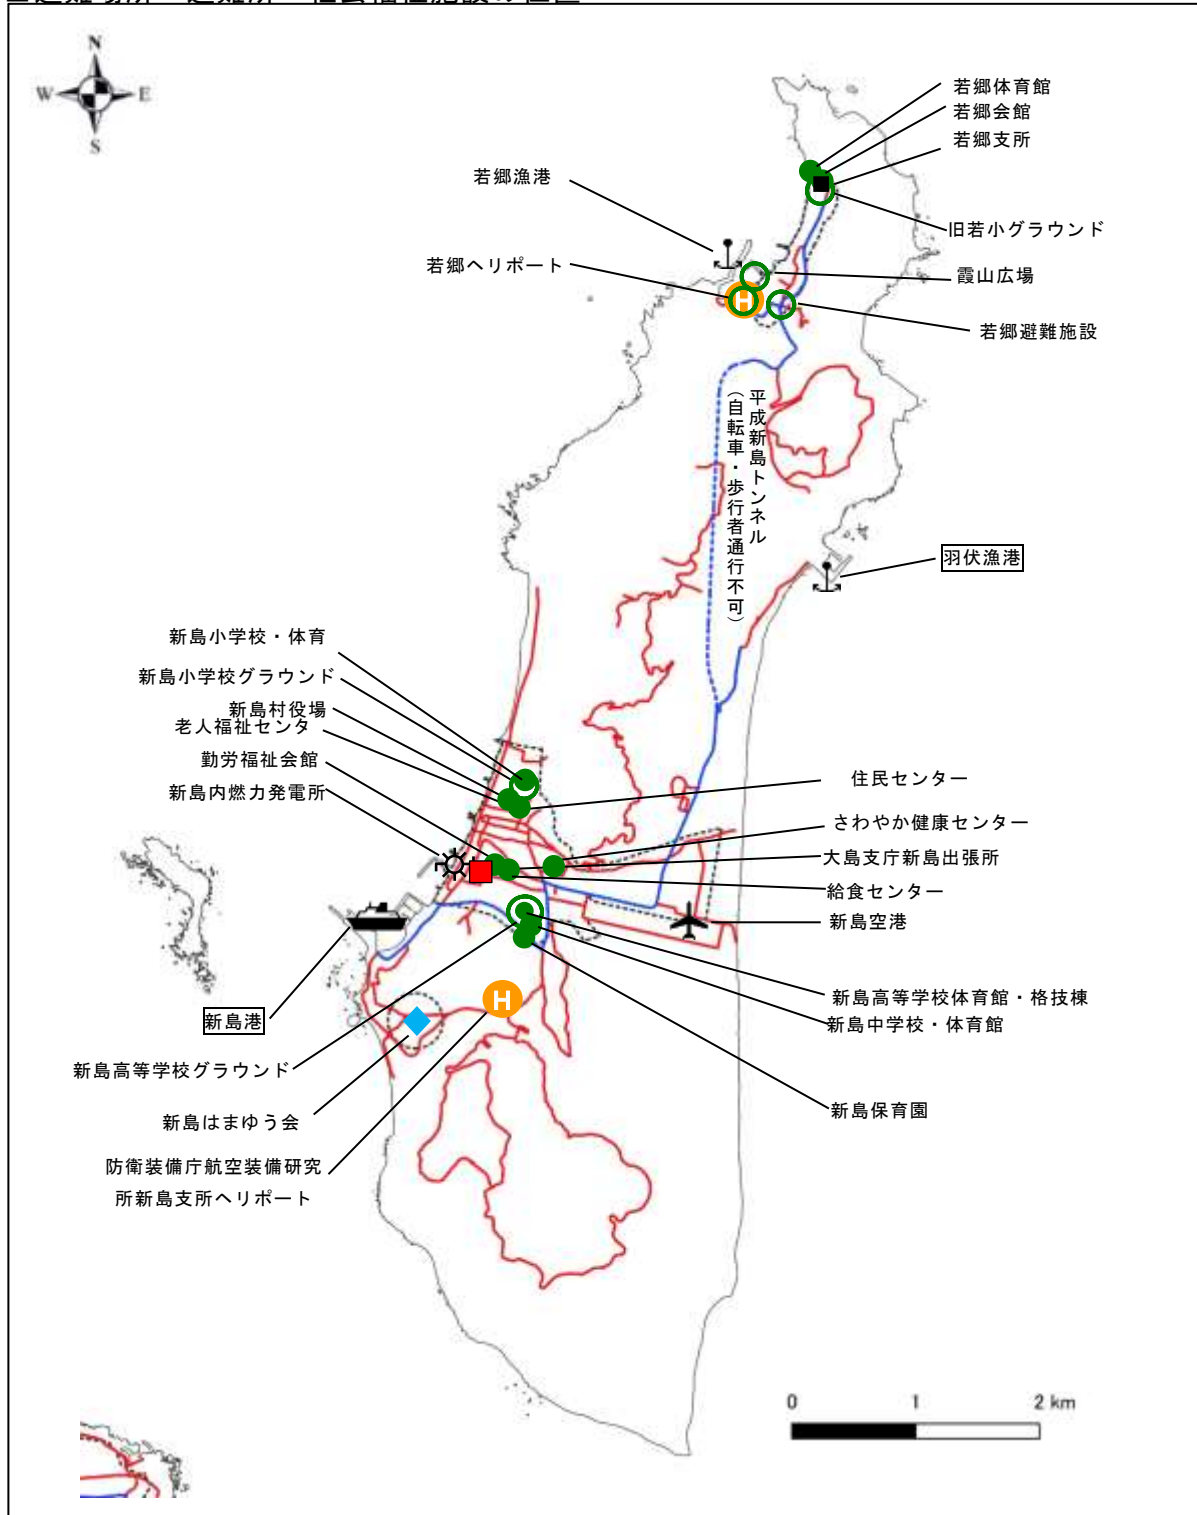 N
W E
S
若郷体育館
若郷会館
若郷支所
若郷漁港
旧若小グラウンド
若郷ヘリポート
霞山広場
H
若郷避難施設
平成新島トンネル
（自転車・歩行者通行不可）
羽伏漁港
新島小学校・体育
新島小学校グラウンド
新島村役場
老人福祉センタ
勤労福祉会館
新島内燃力発電所
住民センター
さわやか健康センター
大島支庁新島出張所
給食センター
新島空港
新島高等学校体育館・格技棟
新島中学校・体育館
新島港
H
新島高等学校グラウンド
新島はまゆう会
新島保育園
防衛装備庁航空装備研究
所新島支所ヘリポート
0 1 2 km